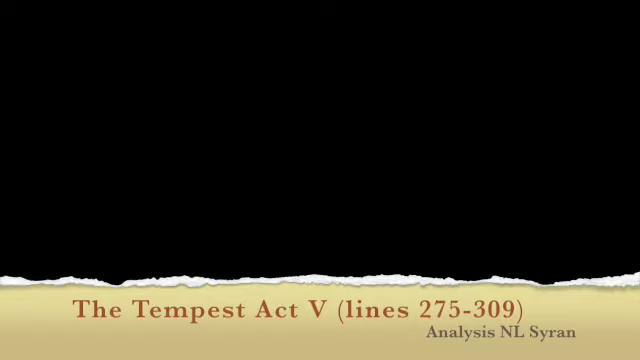 The Tempest Act V (lines 275-309)
Analysis NL Syran